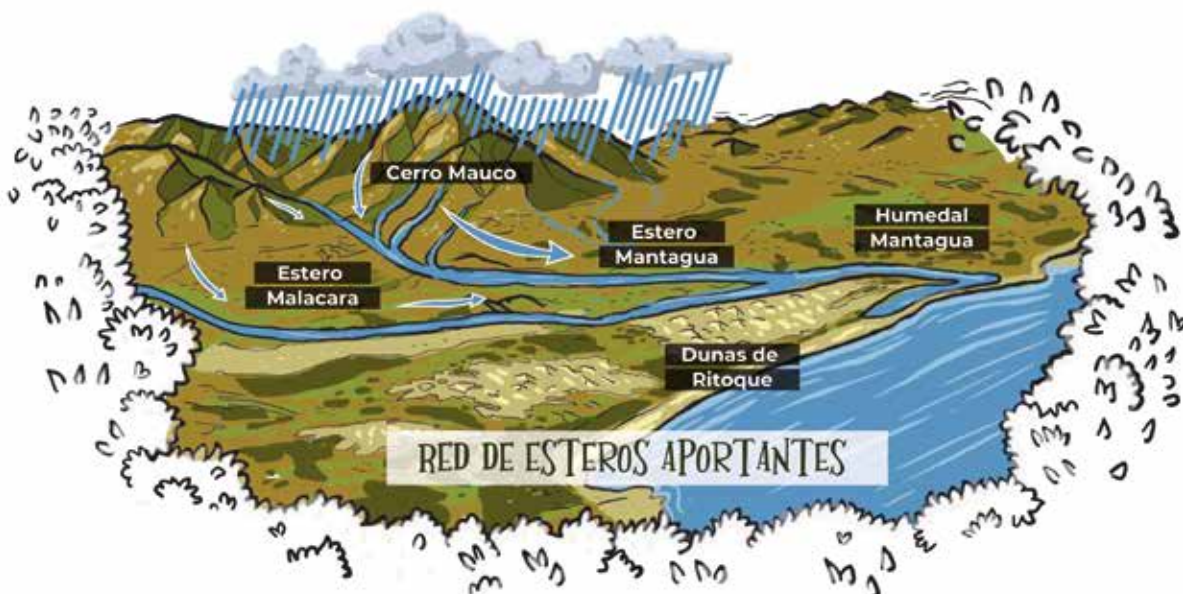 Cerro Mauco
Estero
Mantagua
Humedal
Mantagua
Estero
Malacara
Dunas de
Ritoque
RED DE ESTEROS APORTANTES